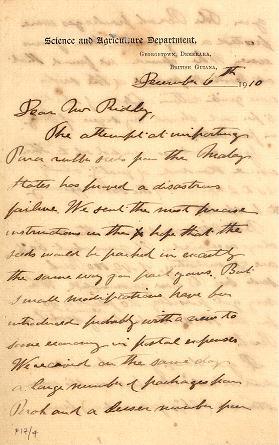 Science and Agriculture Department,
Georgetown, Demerara,
British Guiana,
December 6th 1910
Dear Mr Ridley,
The attempt at importing
Para rubber seeds from the Malay
States has proved a disastrous
failure. We sent the most precise
instructions in the hope that the
seeds would be packed in exactly
the same way you pack yours. But
small modifications have been
introduced probably with a view to
some economy in postal expenses
We received on the same day
a large number of packages from
Perak and a lesser number from